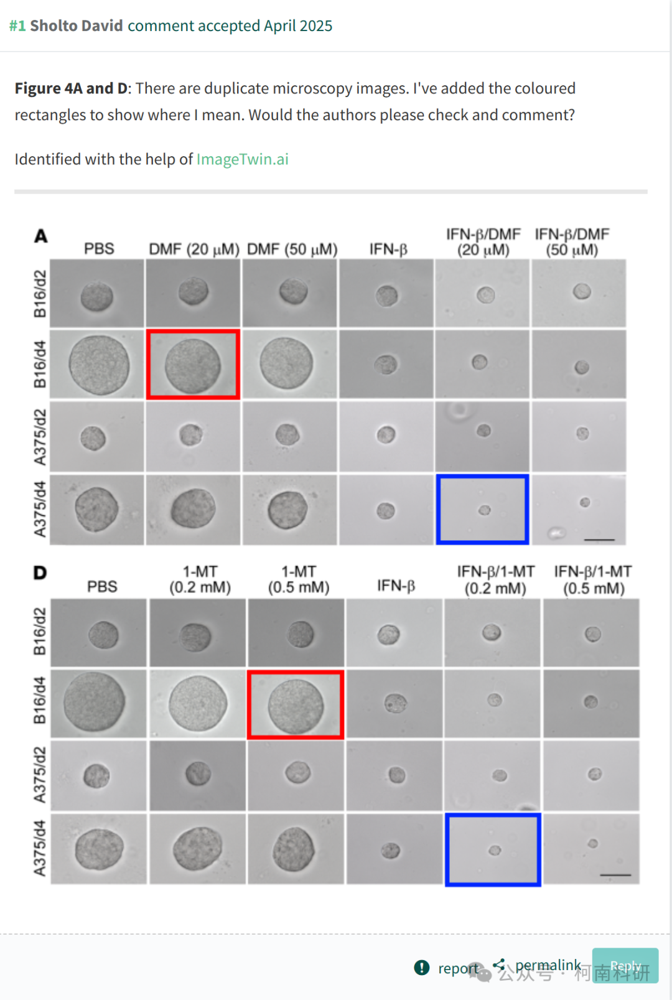 #1 Sholto David comment accepted April 2025
Figure 4A and D: There are duplicate microscopy images. I've added the coloured
rectangles to show where I mean. Would the authors please check and comment?
Identified with the help of ImageTwin.ai
A
PBS DMF (20 μM) DMF (50 μM) IFN-β IFN-β/DMF (20 μM) IFN-β/DMF (50 μM)
B16/d2
B16/d4
A375/d2
A375/d4
D
PBS 1-MT (0.2 mM) 1-MT (0.5 mM) IFN-β IFN-β/1-MT (0.2 mM) IFN-β/1-MT (0.5 mM)
B16/d2
B16/d4
A375/d2
A375/d4
report permalink Reply
公众号 · 柯南科研